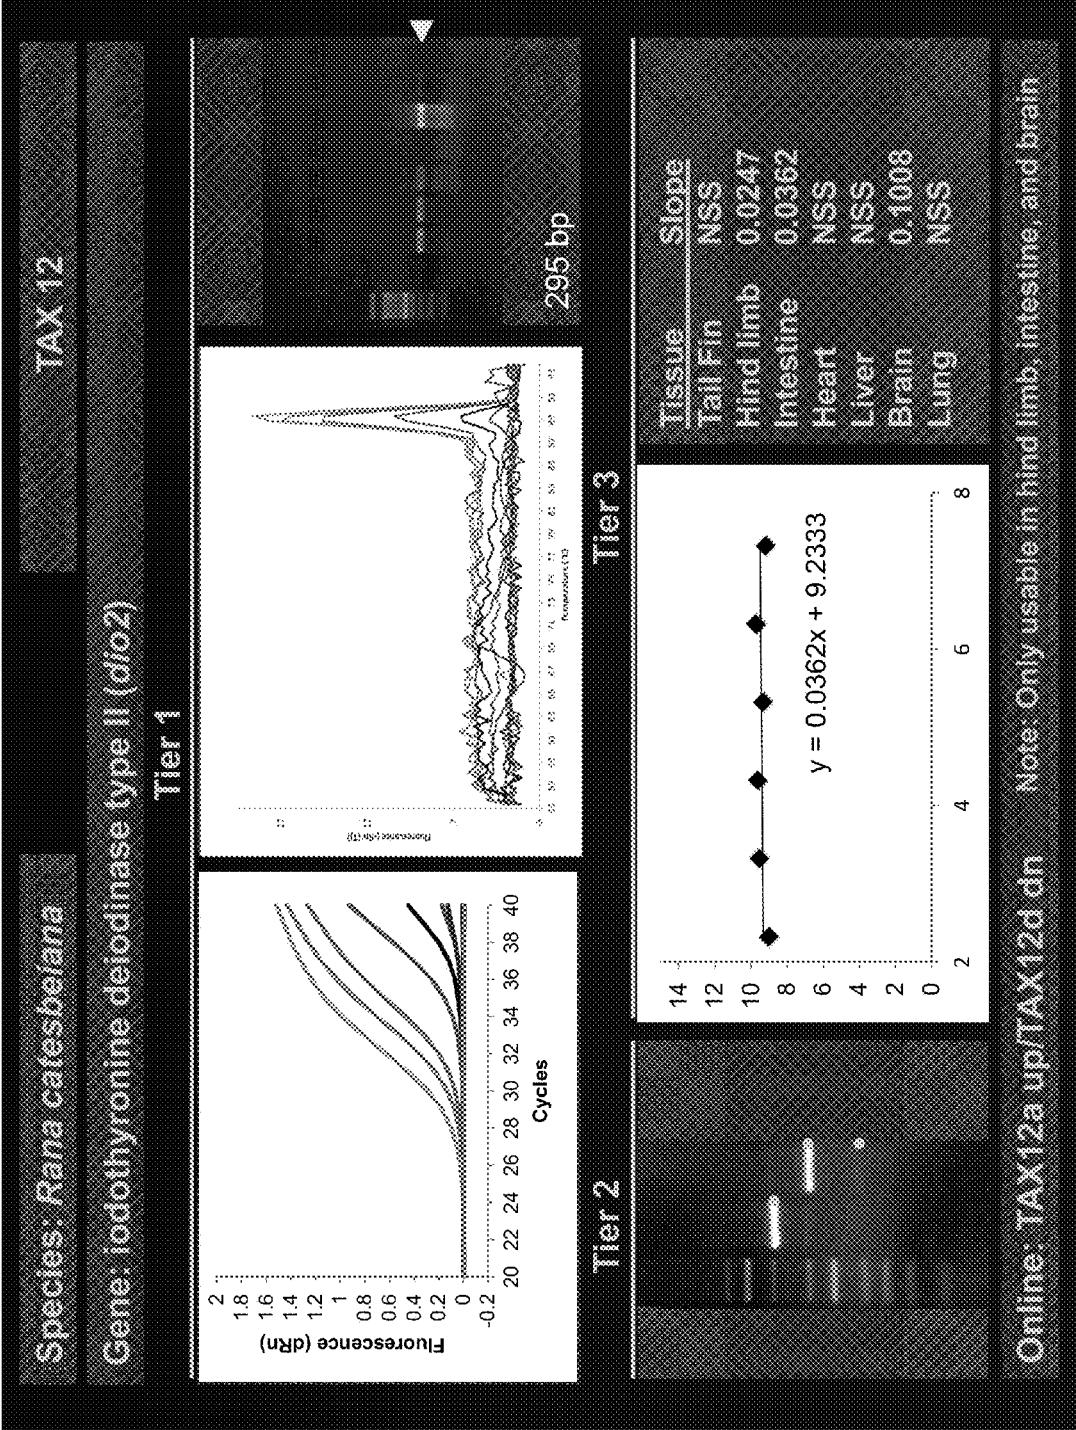 Species: Rana catesbeiana
TAX 12
Gene: iodothyronine deiodinase type II (dio2)
Tier 1
Fluorescence (dRn)
2
1.8
1.6
1.4
1.2
1
0.8
0.6
0.4
0.2
0
-0.2
20 22 24 26 28 30 32 34 36 38 40
Cycles
295 bp
Tier 2
Tier 3
14
12
10
8
6
4
2
0
2 4 6 8
y = 0.0362x + 9.2333
Tissue Slope
Tail Fin NSS
Hind limb 0.0247
Intestine 0.0362
Heart NSS
Liver NSS
Brain 0.1008
Lung NSS
Online: TAX12a up/TAX12d dn Note: Only usable in hind limb, intestine, and brain